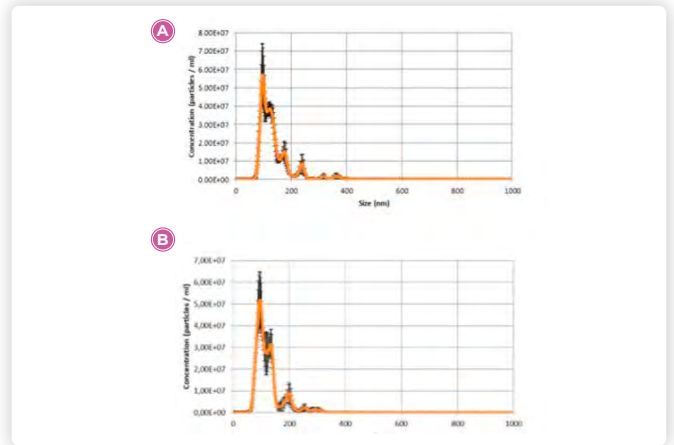 A
8.00E+07
7.00E+07
6.00E+07
5.00E+07
4.00E+07
3.00E+07
2.00E+07
1.00E+07
0.00E+00
Concentration (particles / ml)
0 200 400 600 800 1000
Size (nm)
B
7,00E+07
6,00E+07
5,00E+07
4,00E+07
3,00E+07
2,00E+07
1,00E+07
0,00E+00
Concentration (particles / ml)
0 200 400 600 800 1000